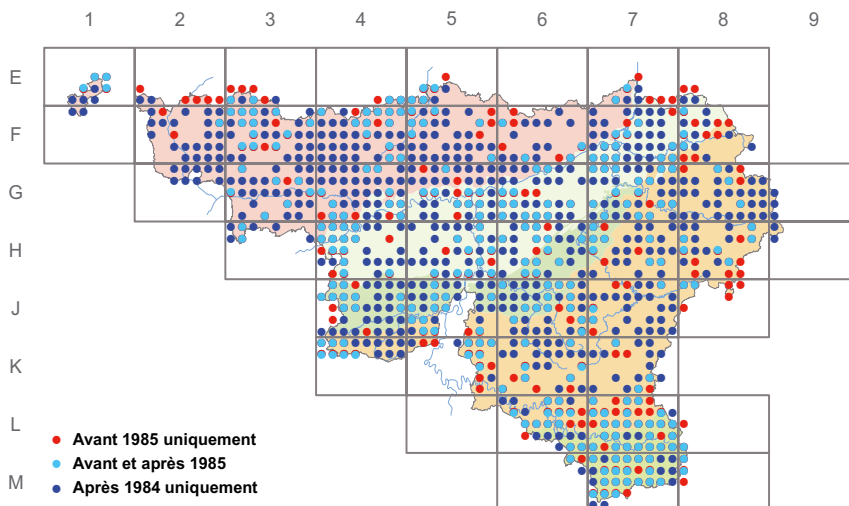 1 2 3 4 5 6 7 8 9
E
F
G
H
J
K
L
M
Avant 1985 uniquement
Avant et après 1985
Après 1984 uniquement